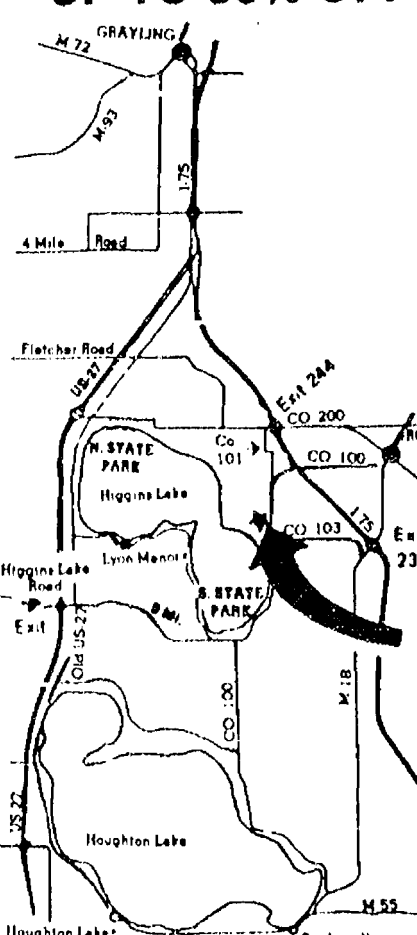 GRAYLING
M-72
M-93
I-75
4 Mile Road
Fletcher Road
US-27
Exit 244
CO 200
Co 101
CO 100
N. STATE PARK
Higgins Lake
CO 103
I-75
Lyon Manor
Higgins Lake Road
Exit
S. STATE PARK
9 Mi.
Old US-27
CO 100
M-18
US-27
Houghton Lake
M-55
Houghton Lake